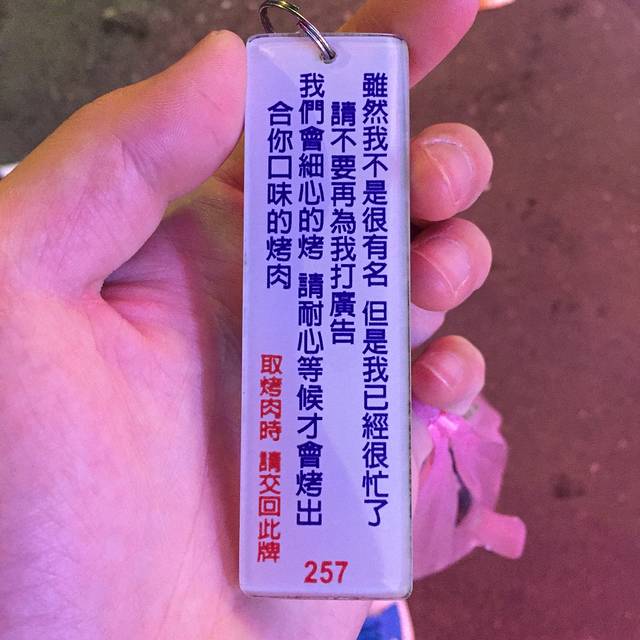 雖然我不是很有名 但是我已經很忙了
請不要再為我打廣告
我們會細心的烤 請耐心等候才會烤出
合你口味的烤肉
取烤肉時 請交回此牌
257